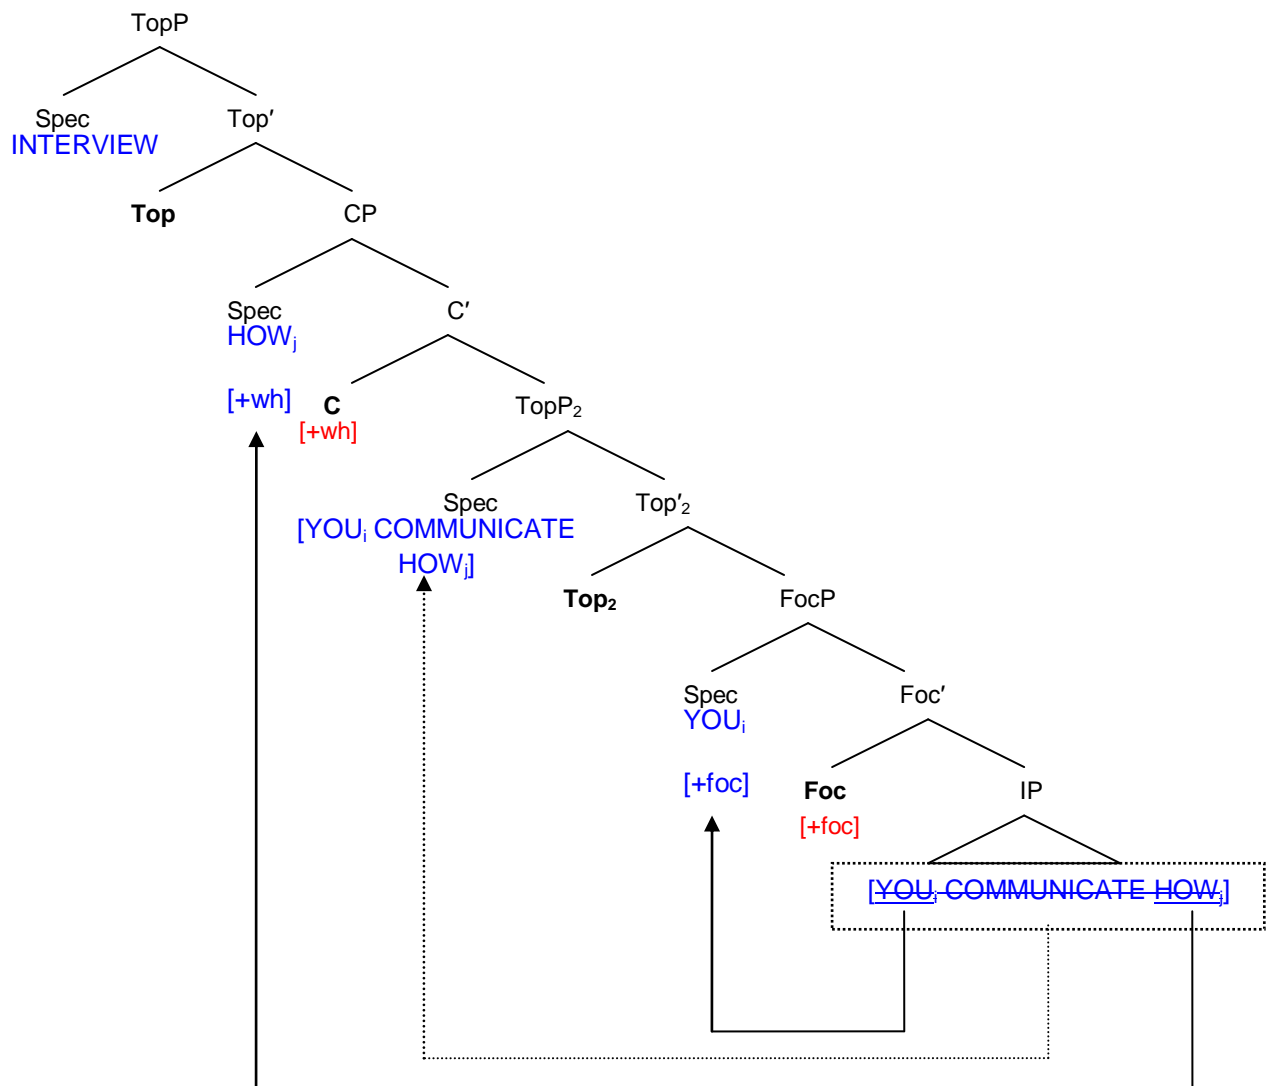 TopP
Spec Top′
INTERVIEW
Top CP
Spec C′
HOWj
[+wh] C TopP2
[+wh]
Spec Top′2
[YOUi COMMUNICATE
HOWj]
Top2 FocP
Spec Foc′
YOUi
[+foc] Foc IP
[+foc]
[YOUi COMMUNICATE HOWj]